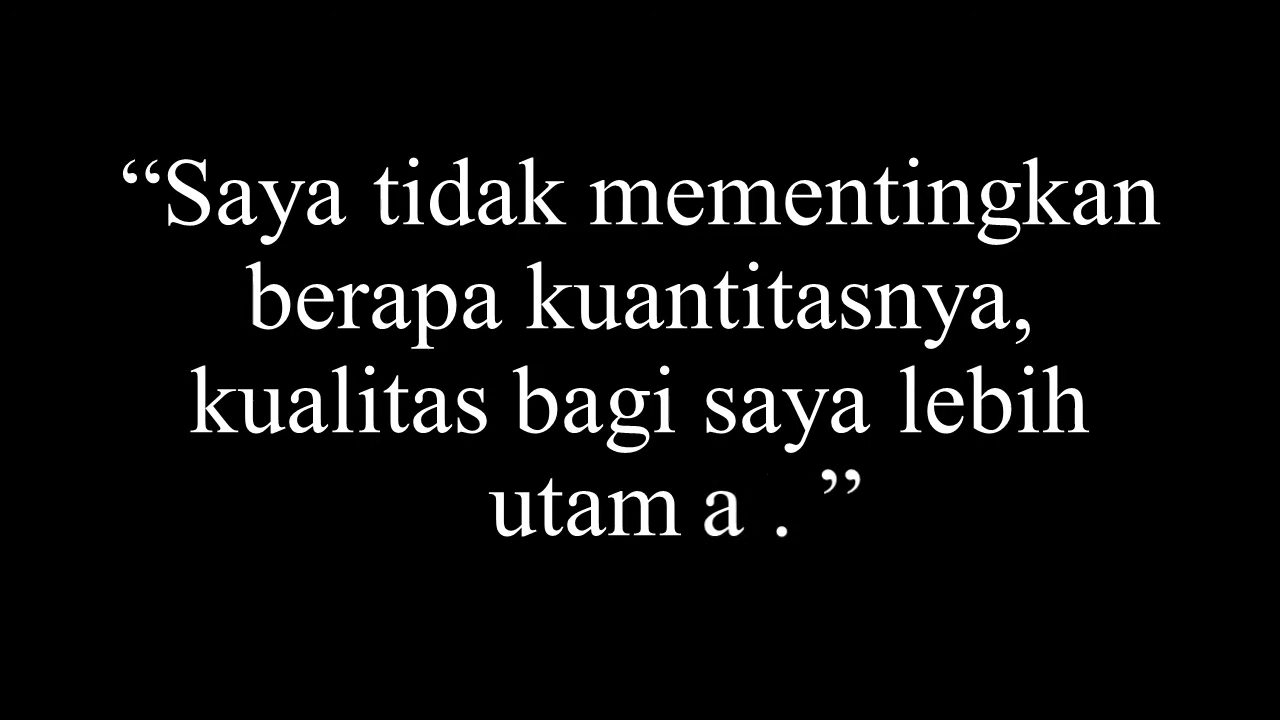 “Saya tidak mementingkan
berapa kuantitasnya,
kualitas bagi saya lebih
utam a . ”